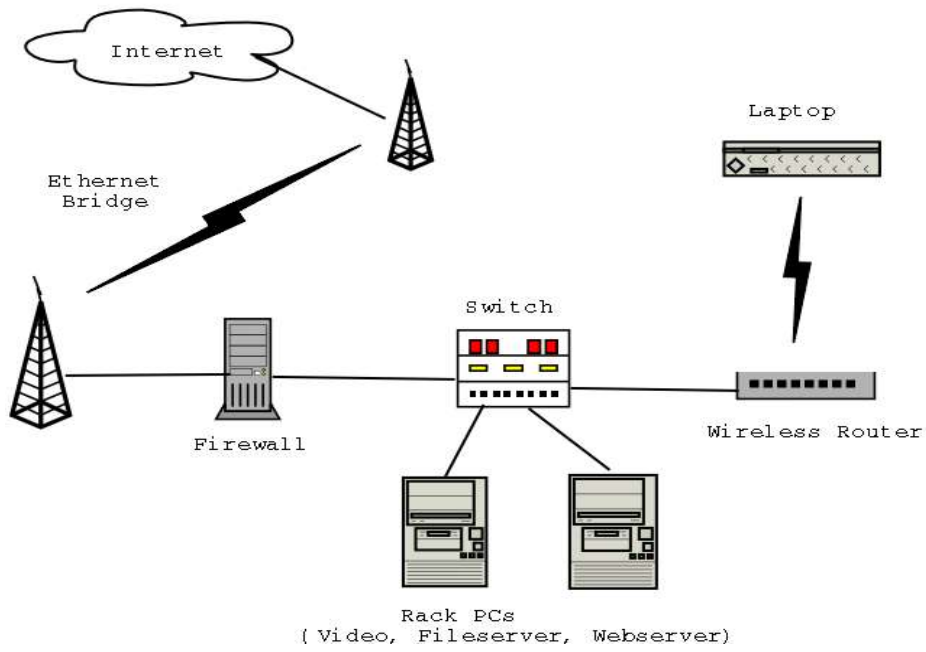 Internet
Laptop
Ethernet
Bridge
Switch
Firewall
Wireless Router
Rack PCs
(Video, Fileserver, Webserver)